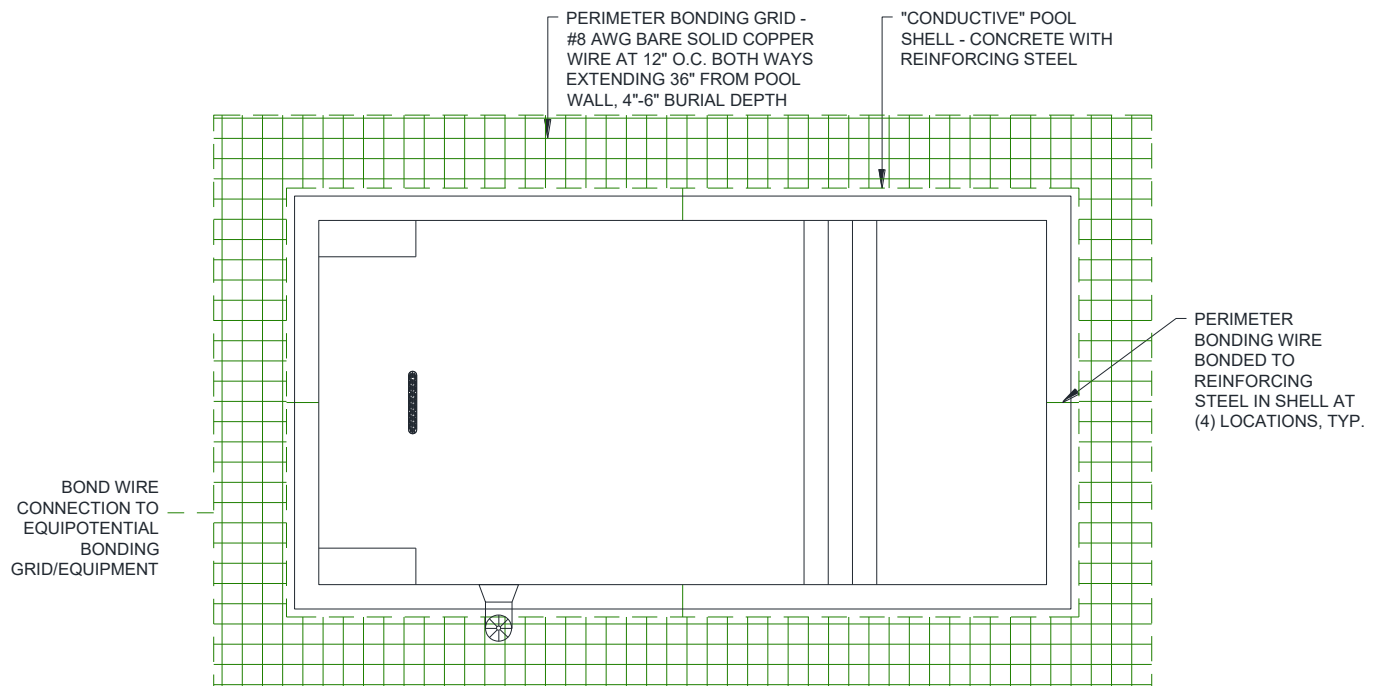 PERIMETER BONDING GRID -
#8 AWG BARE SOLID COPPER
WIRE AT 12" O.C. BOTH WAYS
EXTENDING 36" FROM POOL
WALL, 4"-6" BURIAL DEPTH
"CONDUCTIVE" POOL
SHELL - CONCRETE WITH
REINFORCING STEEL
PERIMETER
BONDING WIRE
BONDED TO
REINFORCING
STEEL IN SHELL AT
(4) LOCATIONS, TYP.
BOND WIRE
CONNECTION TO
EQUIPOTENTIAL
BONDING
GRID/EQUIPMENT